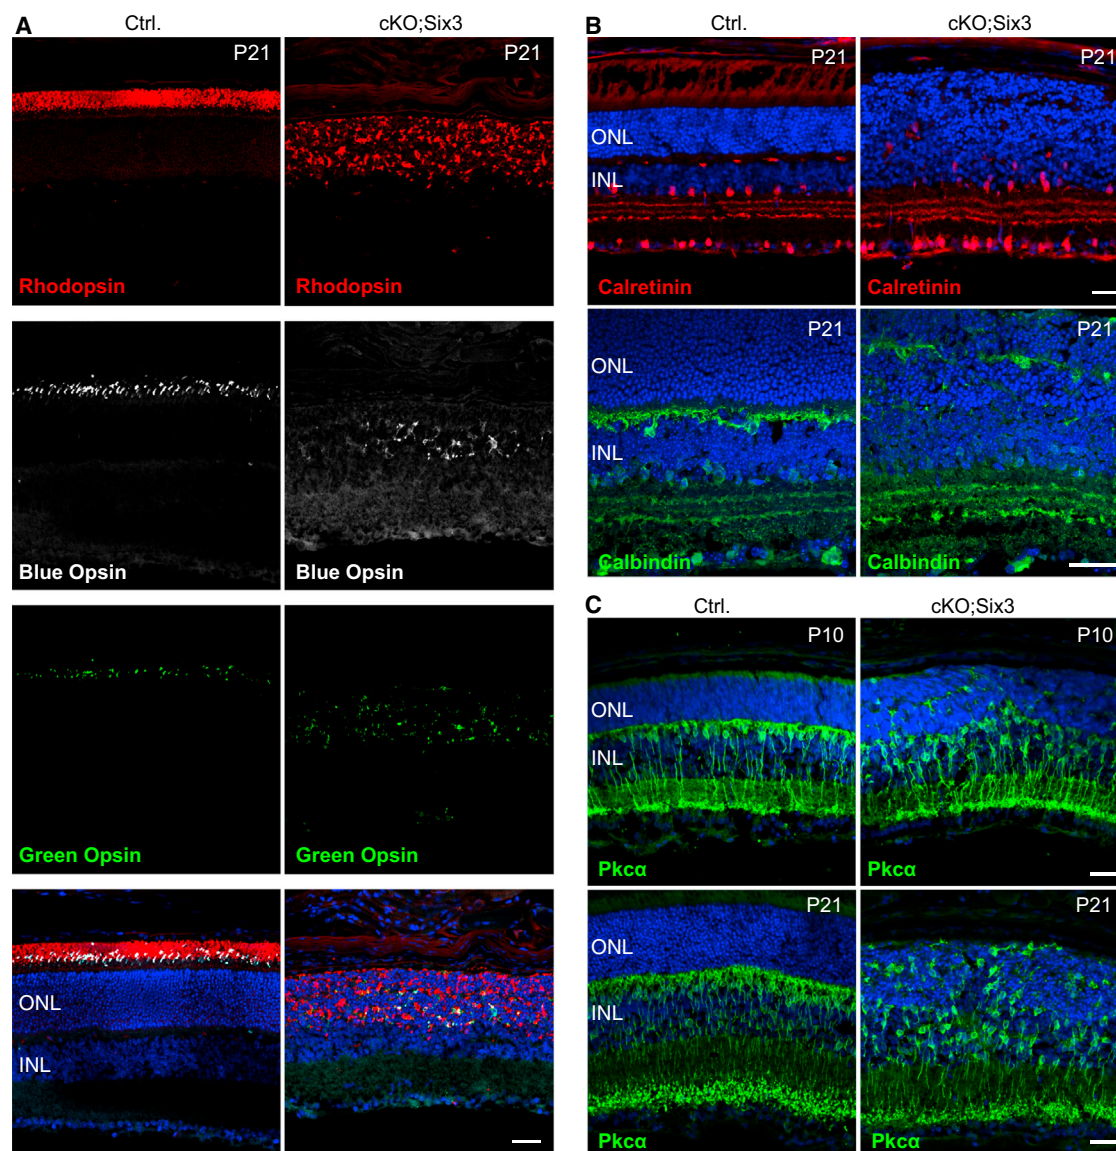 A
Ctrl.
cKO;Six3
P21
P21
Rhodopsin
Rhodopsin
Blue Opsin
Blue Opsin
Green Opsin
Green Opsin
ONL
INL
B
Ctrl.
cKO;Six3
P21
P21
ONL
INL
Calretinin
Calretinin
P21
P21
ONL
INL
Calbindin
Calbindin
C
Ctrl.
cKO;Six3
P10
P10
ONL
INL
Pkcα
Pkcα
P21
P21
ONL
INL
Pkcα
Pkcα